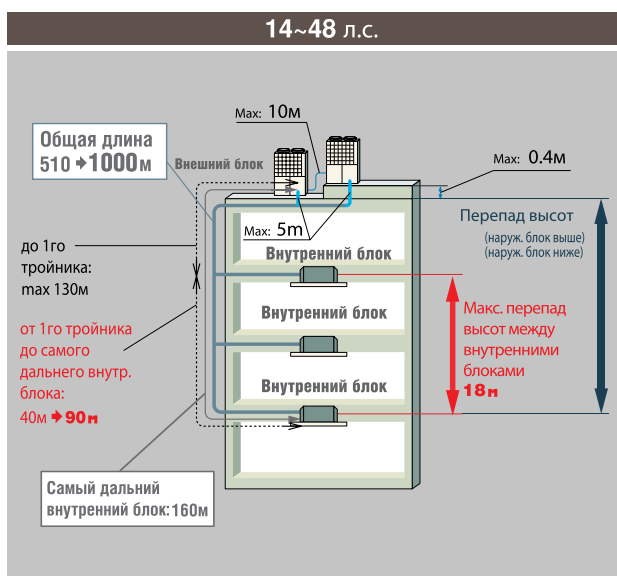 14~48 л.с.
Max: 10м
Общая длина
510 → 1000 м
Внешний блок
Max: 0.4м
Max: 5m
Перепад высот
(наруж. блок выше)
(наруж. блок ниже)
до 1го
тройника:
max 130м
Внутренний блок
Внутренний блок
Внутренний блок
от 1го тройника
до самого
дальнего внутр.
блока:
40м → 90 м
Макс. перепад
высот между
внутренними
блоками
18м
Самый дальний
внутренний блок: 160м